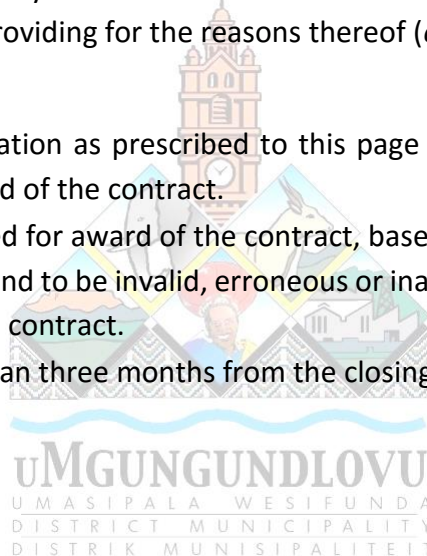 roviding for the reasons thereof (
ation as prescribed to this page
d of the contract.
ed for award of the contract, base
nd to be invalid, erroneous or ina
contract.
an three months from the closing
UMGUNGUNDLOVU
UMASIPALA WESIFUNDA
DISTRICT MUNICIPALITY
DISTRIK MUNISIPALITEIT